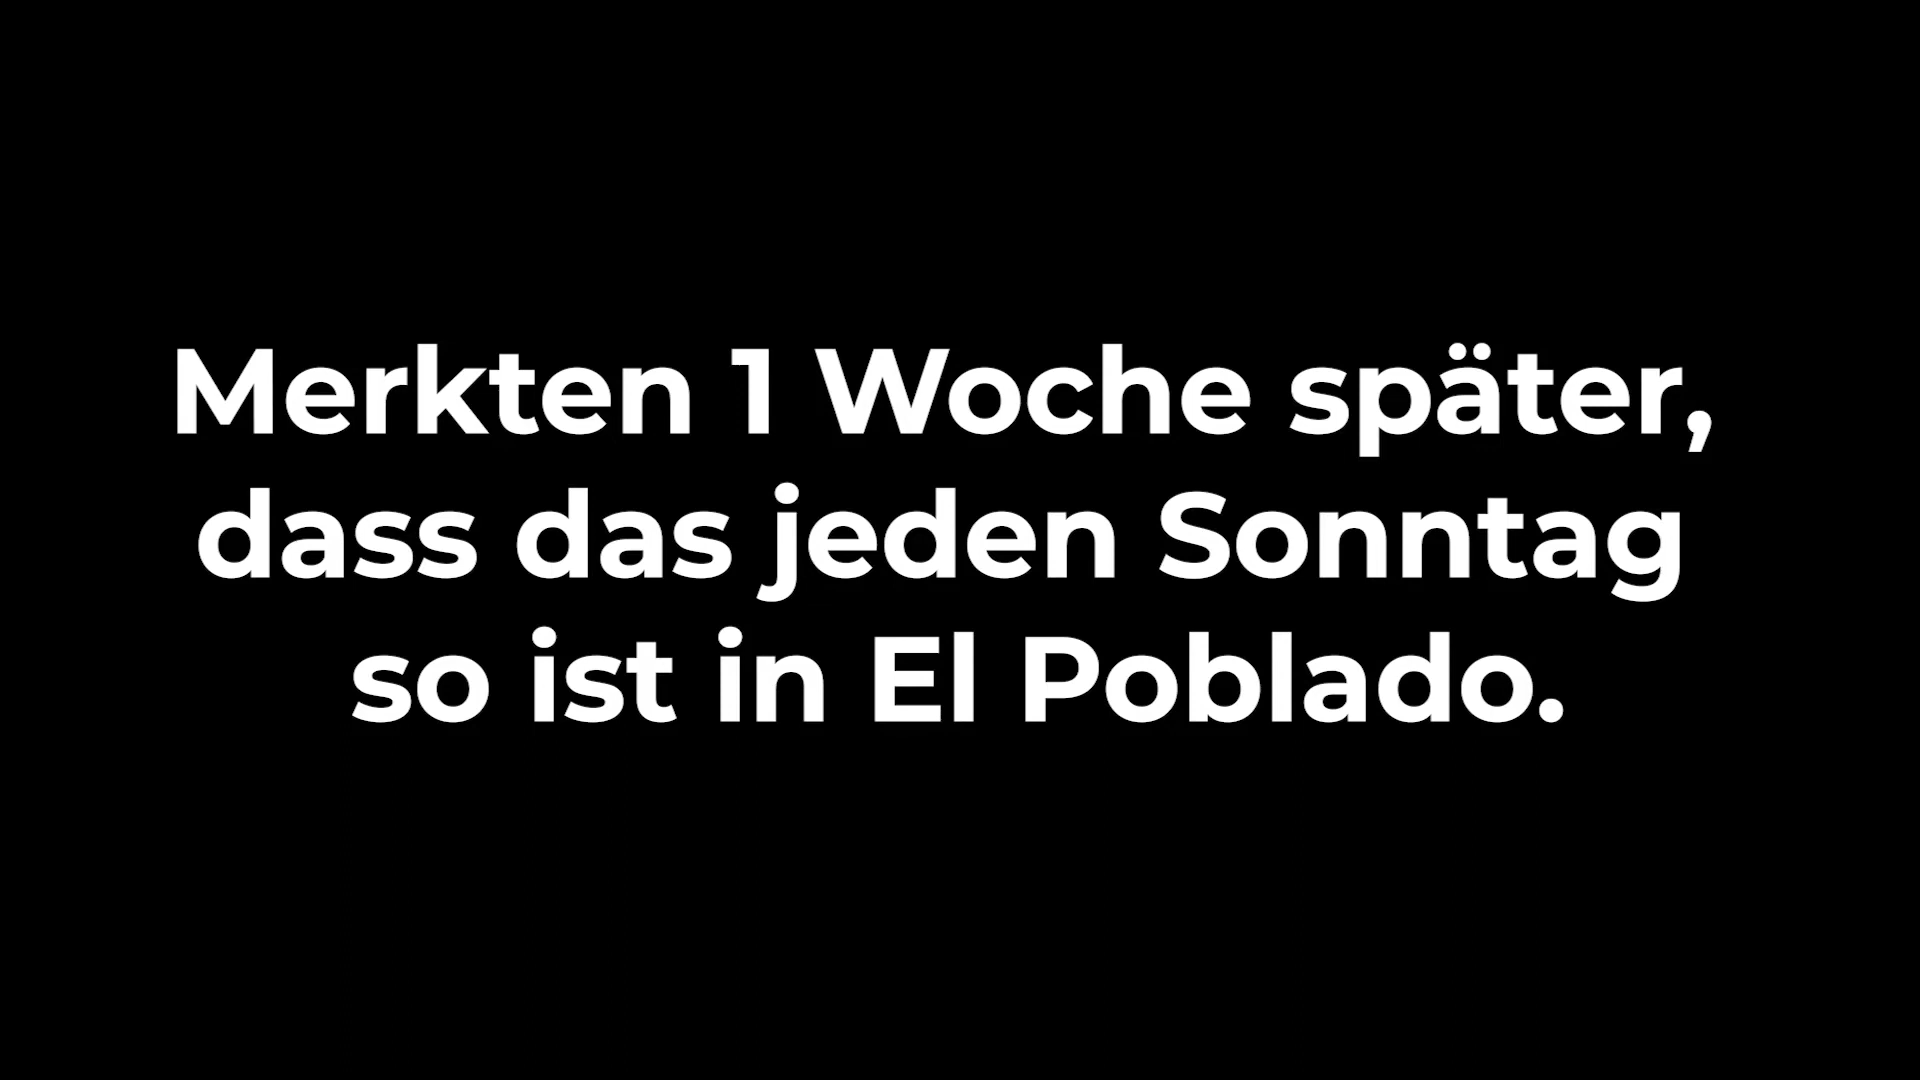 Merkten 1 Woche später,
dass das jeden Sonntag
so ist in El Poblado.